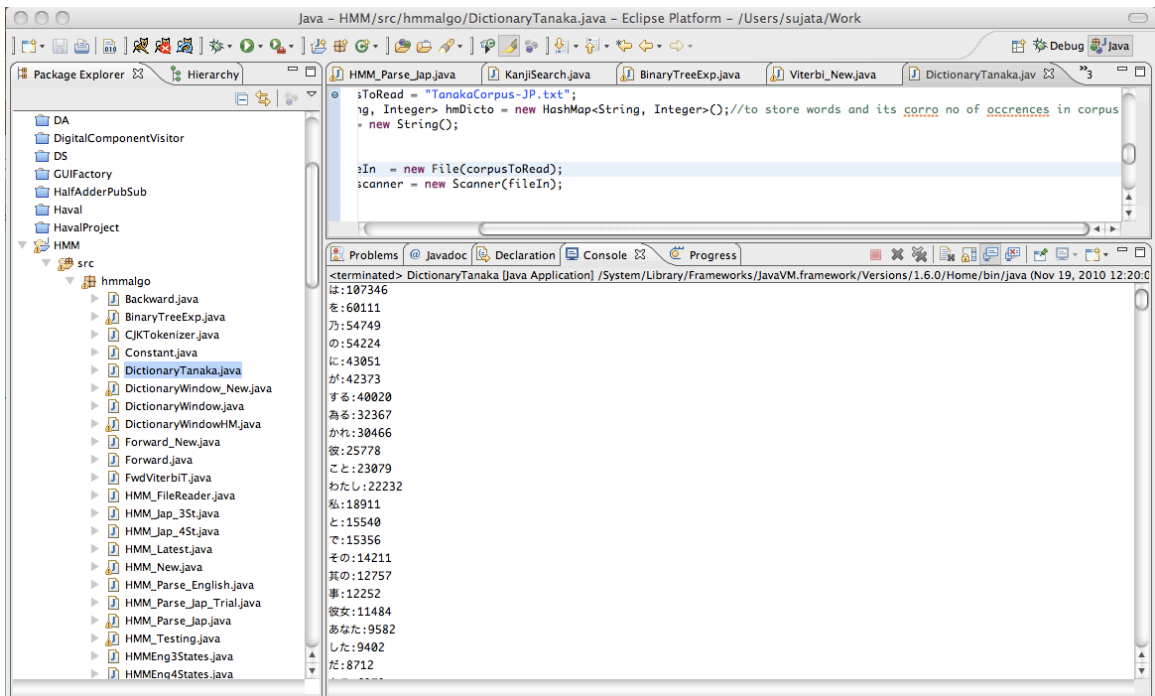 Java - HMM/src/hmmalgo/DictionaryTanaka.java - Eclipse Platform - /Users/sujata/Work
Debug Java
Package Explorer Hierarchy
DA
DigitalComponentVisitor
DS
GUIFactory
HalfAdderPubSub
Haval
HavalProject
HMM
src
hmmalgo
Backward.java
BinaryTreeExp.java
CJKTokenizer.java
Constant.java
DictionaryTanaka.java
DictionaryWindow_New.java
DictionaryWindow.java
DictionaryWindowHM.java
Forward_New.java
Forward.java
FwdViterbiT.java
HMM_FileReader.java
HMM_Jap_3St.java
HMM_Jap_4St.java
HMM_Latest.java
HMM_New.java
HMM_Parse_English.java
HMM_Parse_Jap_Trial.java
HMM_Parse_Jap.java
HMM_Testing.java
HMMEng3States.java
HMMEng4States.java
HMM_Parse_Jap.java KanjiSearch.java BinaryTreeExp.java Viterbi_New.java DictionaryTanaka.jav »3
sToRead = "TanakaCorpus-JP.txt";
ng, Integer> hmDicto = new HashMap<String, Integer>();//to store words and its corro no of occrences in corpus
= new String();
eIn = new File(corpusToRead);
scanner = new Scanner(fileIn);
Problems @ Javadoc Declaration Console Progress
<terminated> DictionaryTanaka [Java Application] /System/Library/Frameworks/JavaVM.framework/Versions/1.6.0/Home/bin/java (Nov 19, 2010 12:20:0
は:107346
を:60111
乃:54749
の:54224
に:43051
が:42373
する:40020
為る:32367
かれ:30466
彼:25778
こと:23079
わたし:22232
私:18911
と:15540
で:15356
その:14211
其の:12757
事:12252
彼女:11484
あなた:9582
した:9402
だ:8712